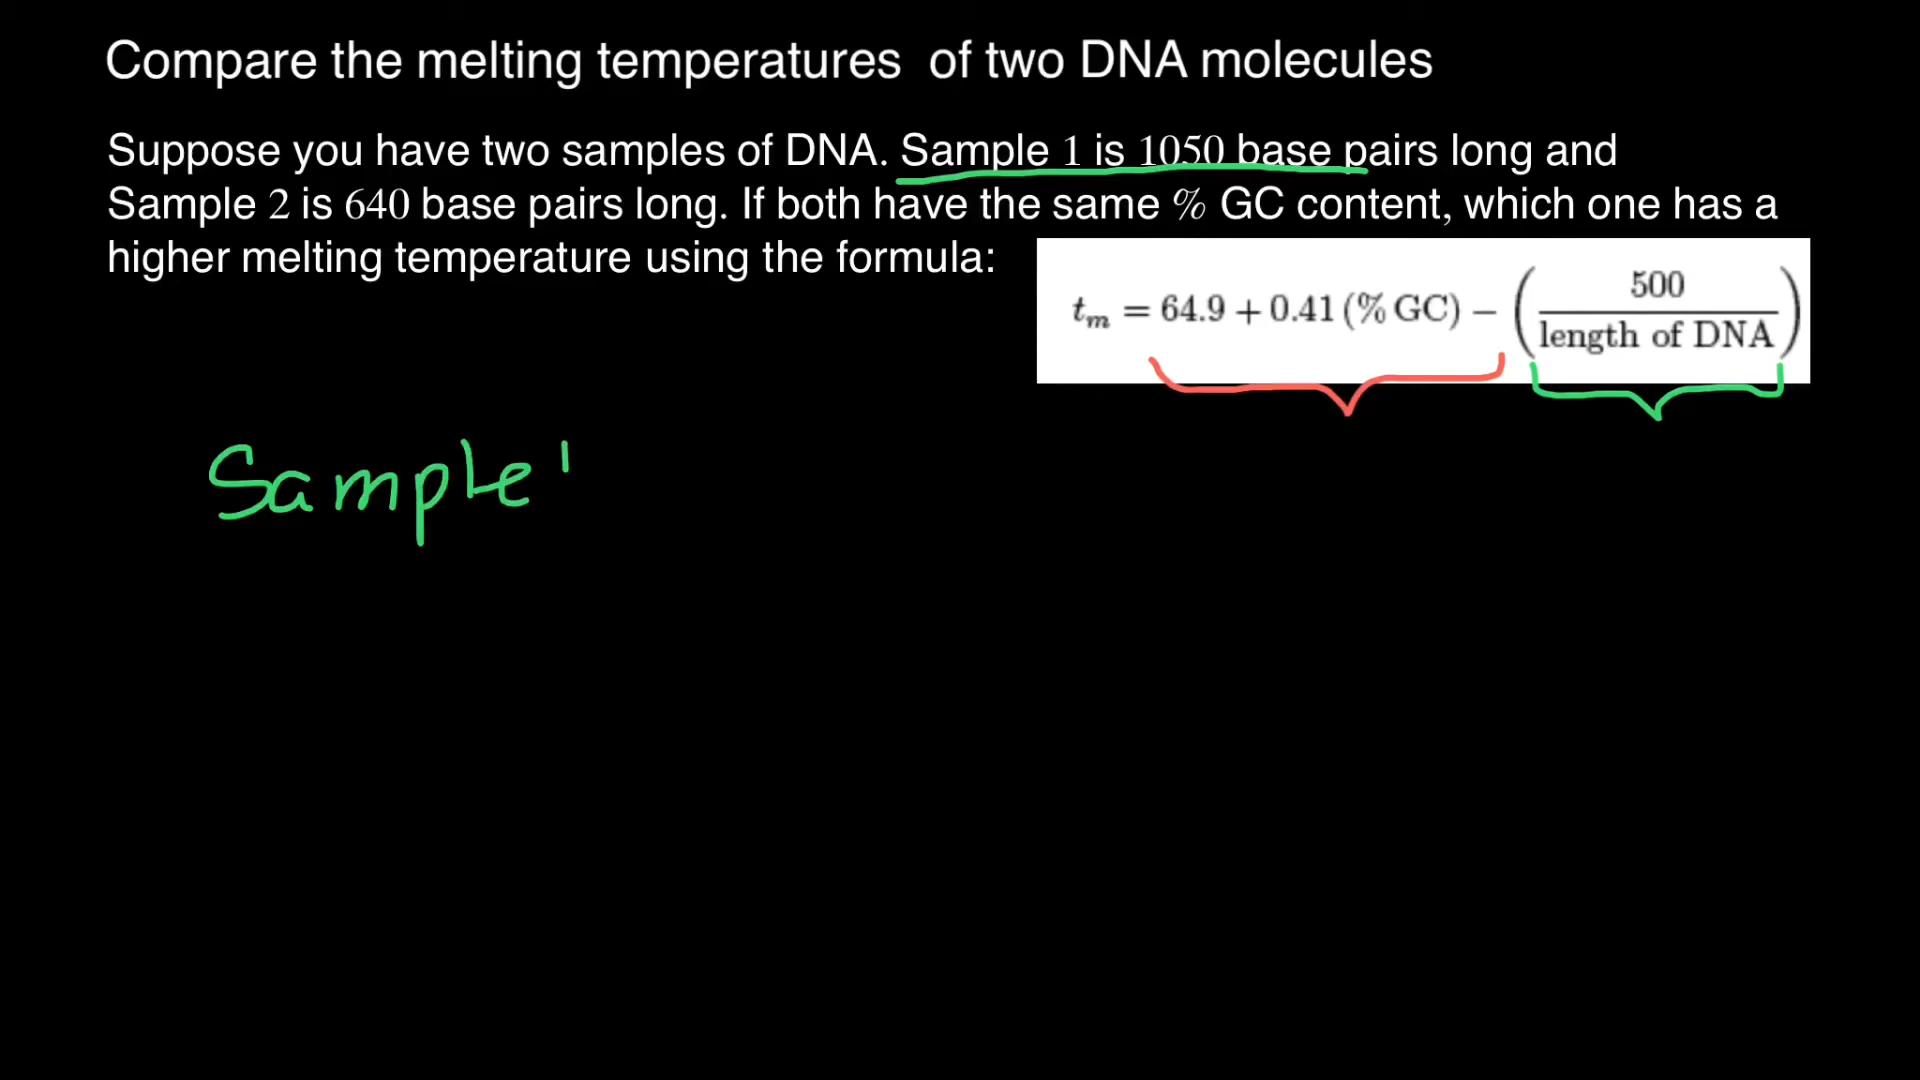 Compare the melting temperatures of two DNA molecules
Suppose you have two samples of DNA. Sample 1 is 1050 base pairs long and
Sample 2 is 640 base pairs long. If both have the same % GC content, which one has a
higher melting temperature using the formula:
t_m = 64.9 + 0.41 (% GC) − (500 / length of DNA)
Sample 1